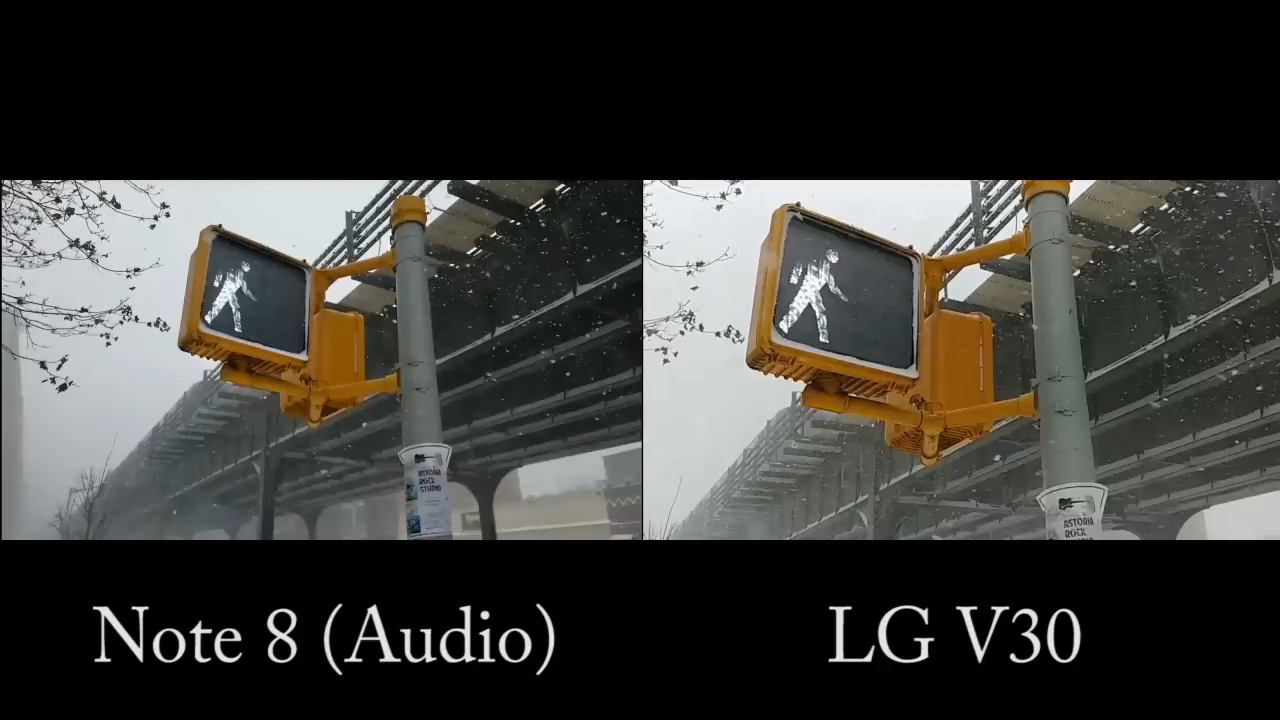 ASTORIA
ROCK
STUDIO
ASTORIA
ROCK
Note 8 (Audio)
LG V30